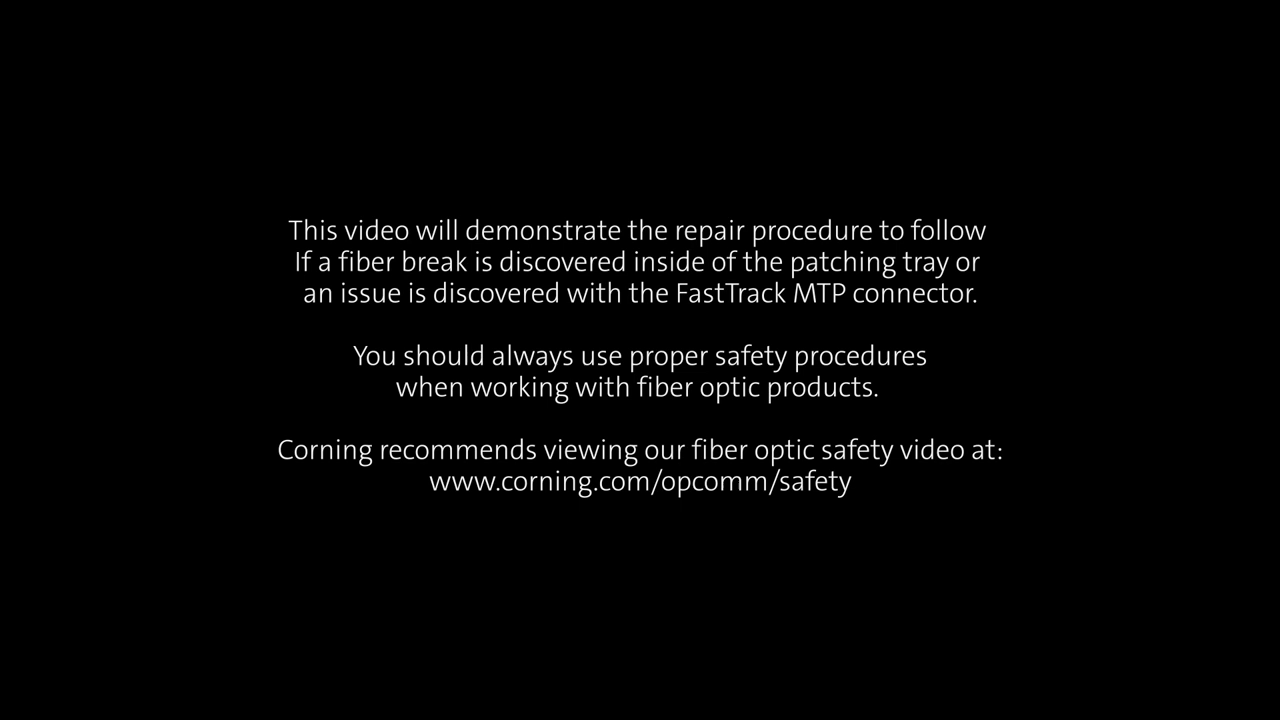 This video will demonstrate the repair procedure to follow
If a fiber break is discovered inside of the patching tray or
an issue is discovered with the FastTrack MTP connector.
You should always use proper safety procedures
when working with fiber optic products.
Corning recommends viewing our fiber optic safety video at:
www.corning.com/opcomm/safety